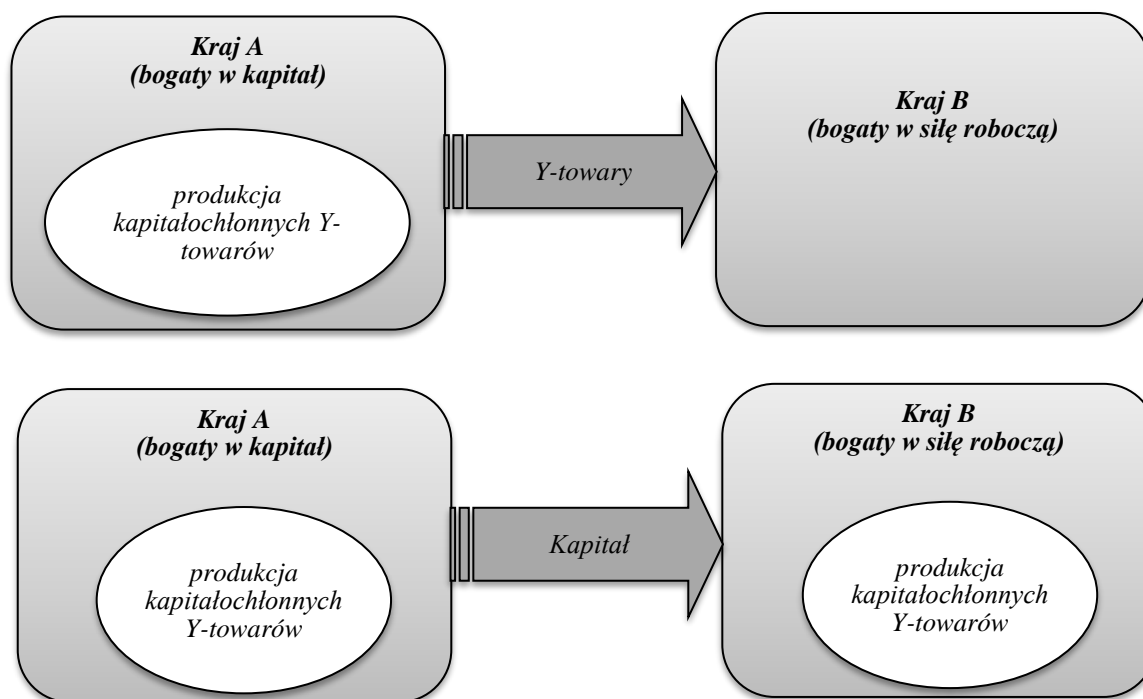 Kraj A
(bogaty w kapitał)
produkcja
kapitałochłonnych Y-
towarów
Y-towary
Kraj B
(bogaty w siłę roboczą)
Kraj A
(bogaty w kapitał)
produkcja
kapitałochłonnych
Y-towarów
Kapitał
Kraj B
(bogaty w siłę roboczą)
produkcja
kapitałochłonnych
Y-towarów